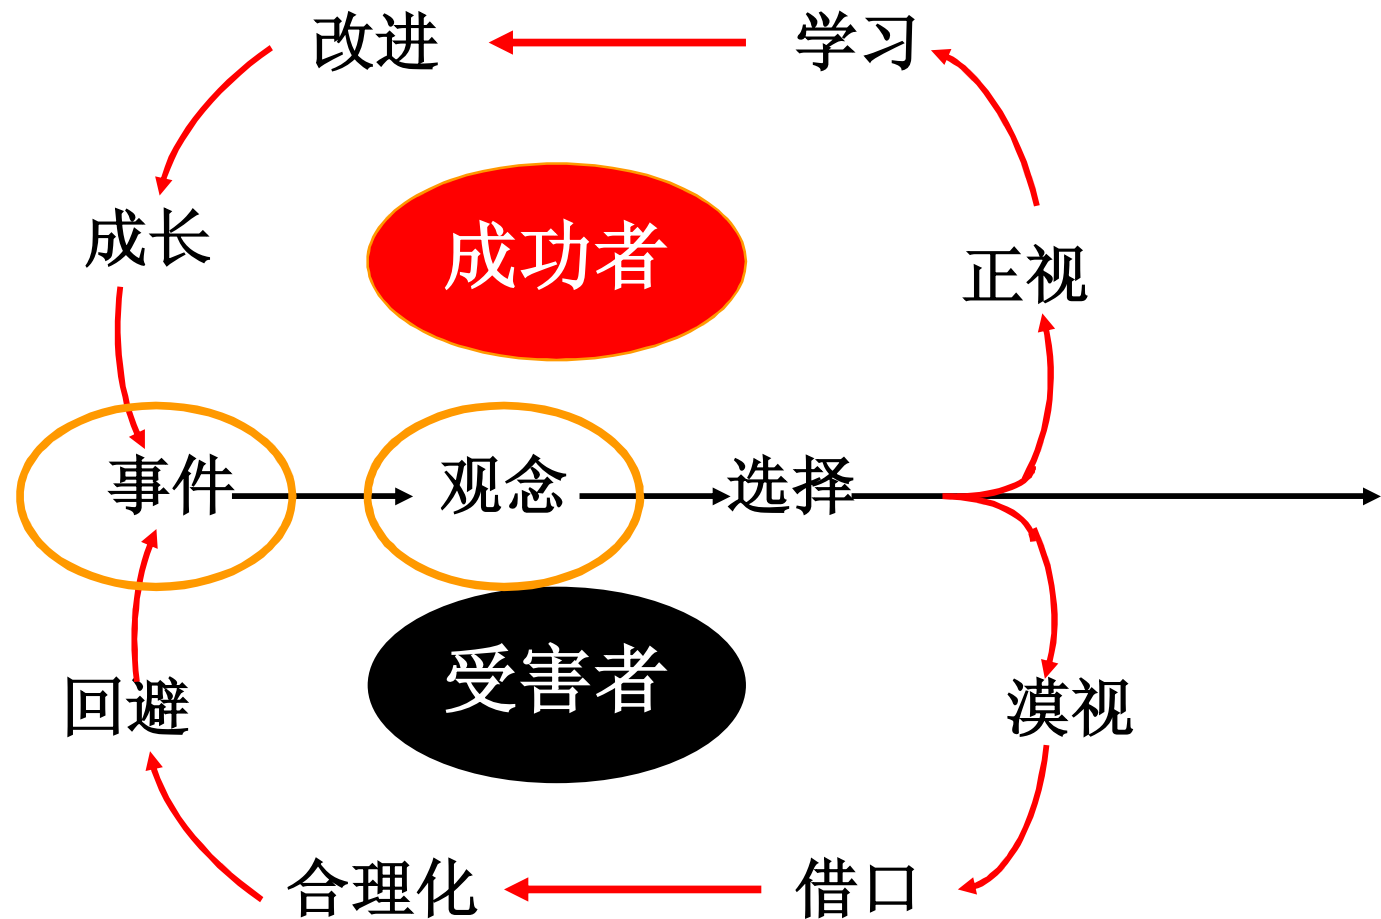 改进
学习
成长
成功者
正视
事件
观念
选择
受害者
回避
漠视
合理化
借口